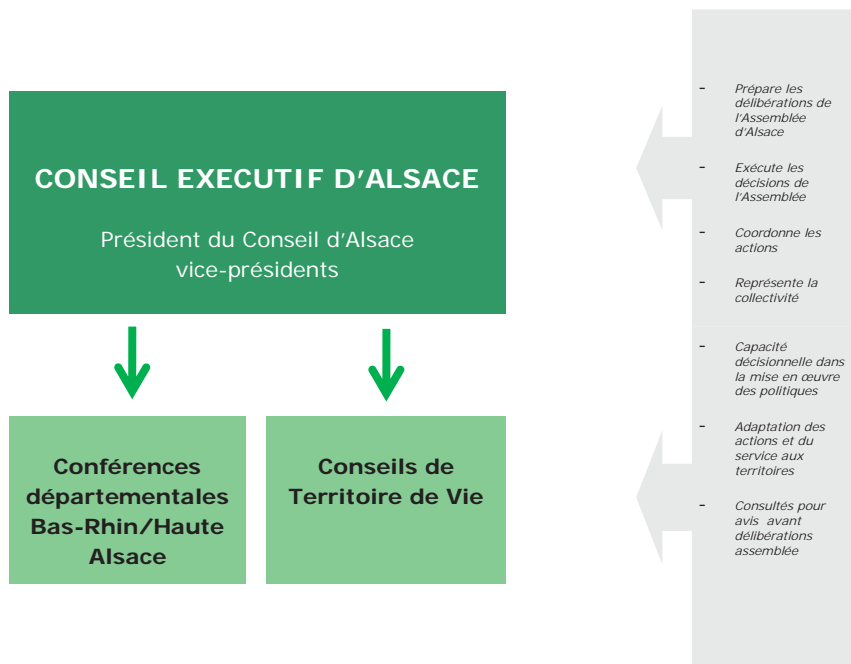 CONSEIL EXECUTIF D'ALSACE
Président du Conseil d'Alsace
vice-présidents
Conférences
départementales
Bas-Rhin/Haute
Alsace
Conseils de
Territoire de Vie
- Prépare les
délibérations de
l'Assemblée
d'Alsace
- Exécute les
décisions de
l'Assemblée
- Coordonne les
actions
- Représente la
collectivité
- Capacité
décisionnelle dans
la mise en œuvre
des politiques
- Adaptation des
actions et du
service aux
territoires
- Consultés pour
avis avant
délibérations
assemblée